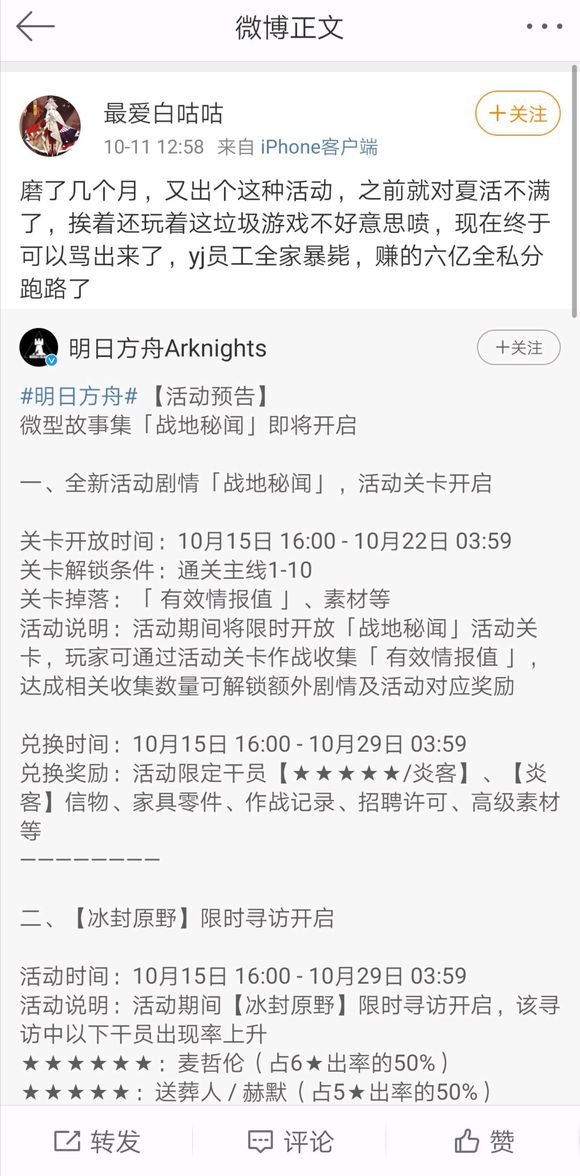 微博正文
最爱白咕咕
十关注
10-11 12:58 来自 iPhone客户端
磨了几个月，又出个这种活动，之前就对夏活不满
了，挨着还玩着这垃圾游戏不好意思喷，现在终于
可以骂出来了，yj员工全家暴毙，赚的六亿全私分
跑路了
明日方舟Arknights
十关注
#明日方舟# 【活动预告】
微型故事集「战地秘闻」即将开启
一、全新活动剧情「战地秘闻」，活动关卡开启
关卡开放时间：10月15日 16:00 - 10月22日 03:59
关卡解锁条件：通关主线1-10
关卡掉落：「 有效情报值 」、素材等
活动说明：活动期间将限时开放「战地秘闻」活动关
卡，玩家可通过活动关卡作战收集「 有效情报值 」，
达成相关收集数量可解锁额外剧情及活动对应奖励
兑换时间：10月15日 16:00 - 10月29日 03:59
兑换奖励：活动限定干员【★★★★★/炎客】、【炎
客】信物、家具零件、作战记录、招聘许可、高级素材
等
————————
二、【冰封原野】限时寻访开启
活动时间：10月15日 16:00 - 10月29日 03:59
活动说明：活动期间【冰封原野】限时寻访开启，该寻
访中以下干员出现率上升
★★★★★★：麦哲伦（占6★出率的50%）
★★★★★：送葬人 / 赫默（占5★出率的50%）
转发 评论 赞